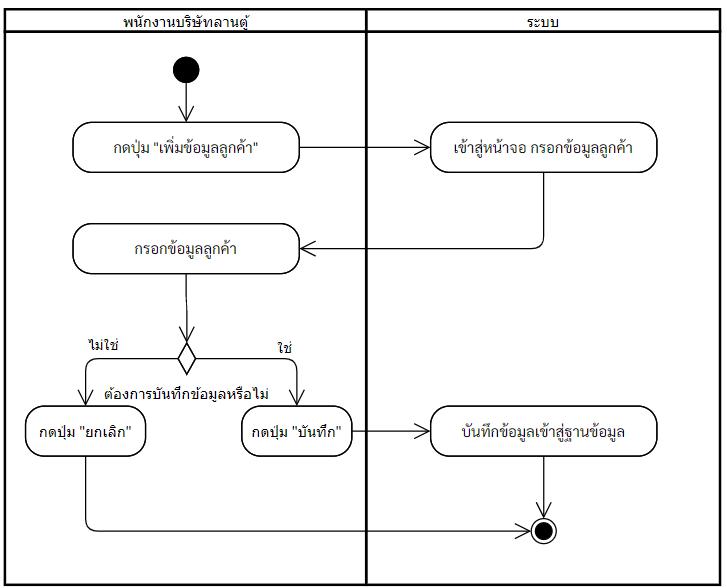 พนักงานบริษัทลานตู้
ระบบ
กดปุ่ม "เพิ่มข้อมูลลูกค้า"
เข้าสู่หน้าจอ กรอกข้อมูลลูกค้า
กรอกข้อมูลลูกค้า
ไม่ใช่
ใช่
ต้องการบันทึกข้อมูลหรือไม่
กดปุ่ม "ยกเลิก"
กดปุ่ม "บันทึก"
บันทึกข้อมูลเข้าสู่ฐานข้อมูล